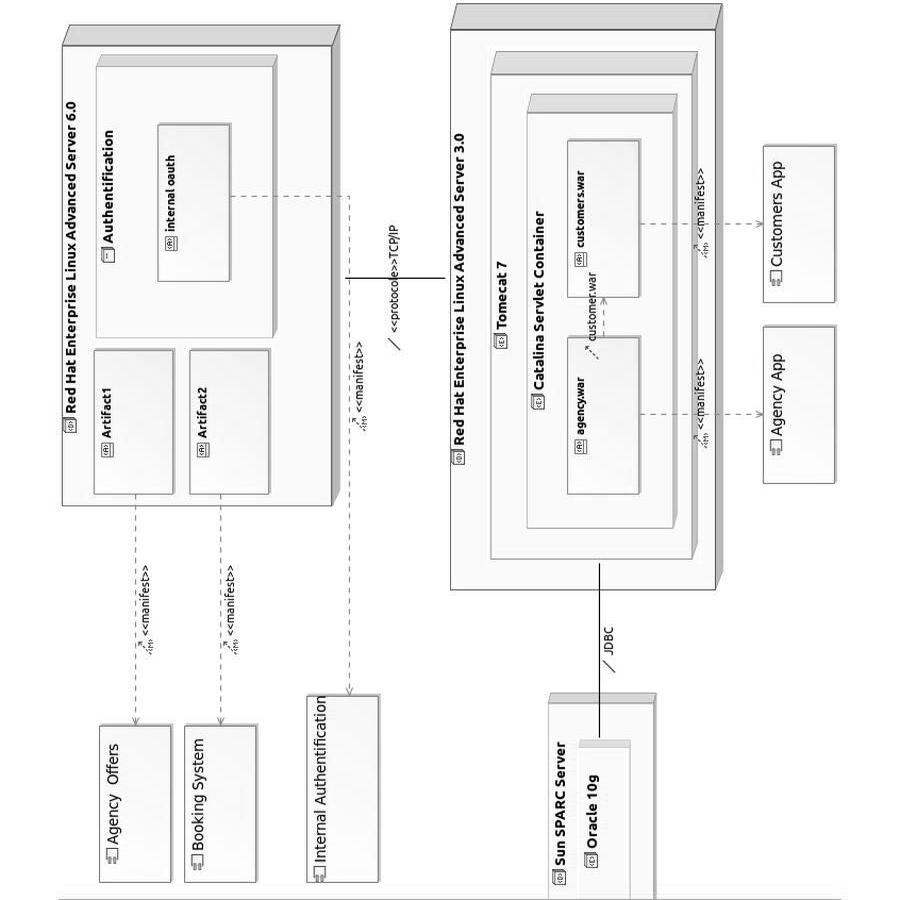 Red Hat Enterprise Linux Advanced Server 6.0
Authentification
internal oauth
Artifact1
Artifact2
<<manifest>>
<<manifest>>
<<manifest>>
Agency Offers
Booking System
Internal Authentification
<<protocole>>TCP/IP
Red Hat Enterprise Linux Advanced Server 3.0
Tomecat 7
Catalina Servlet Container
customers.war
customer.war
agency.war
<<manifest>>
<<manifest>>
Customers App
Agency App
JDBC
Sun SPARC Server
Oracle 10g